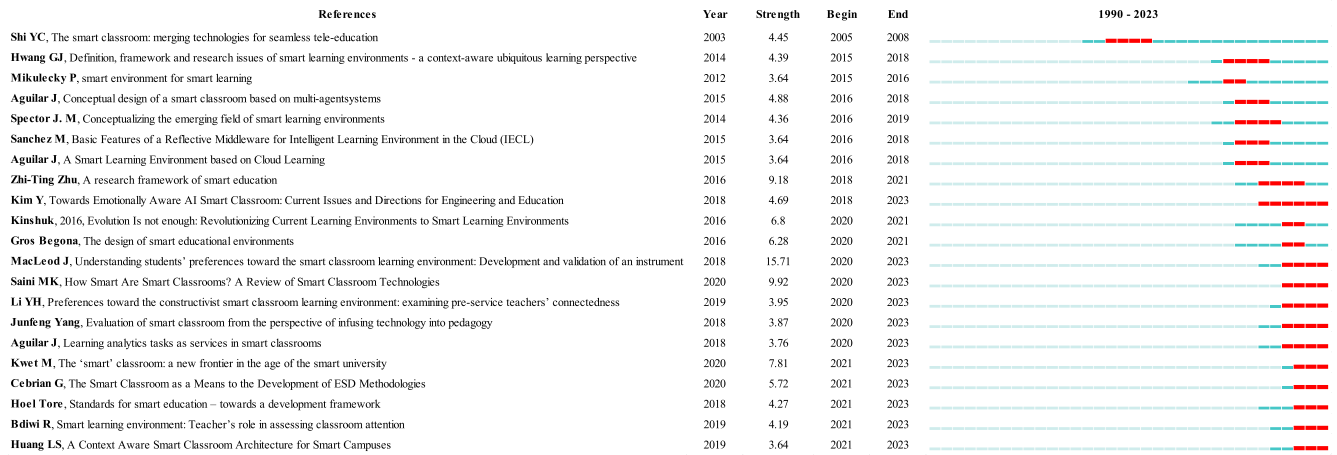 References Year Strength Begin End 1990 - 2023
Shi YC, The smart classroom: merging technologies for seamless tele-education 2003 4.45 2005 2008
Hwang GJ, Definition, framework and research issues of smart learning environments - a context-aware ubiquitous learning perspective 2014 4.39 2015 2018
Mikulecky P, smart environment for smart learning 2012 3.64 2015 2016
Aguilar J, Conceptual design of a smart classroom based on multi-agentsystems 2015 4.88 2016 2018
Spector J. M, Conceptualizing the emerging field of smart learning environments 2014 4.36 2016 2019
Sanchez M, Basic Features of a Reflective Middleware for Intelligent Learning Environment in the Cloud (IECL) 2015 3.64 2016 2018
Aguilar J, A Smart Learning Environment based on Cloud Learning 2015 3.64 2016 2018
Zhi-Ting Zhu, A research framework of smart education 2016 9.18 2018 2021
Kim Y, Towards Emotionally Aware AI Smart Classroom: Current Issues and Directions for Engineering and Education 2018 4.69 2018 2023
Kinshuk, 2016, Evolution Is not enough: Revolutionizing Current Learning Environments to Smart Learning Environments 2016 6.8 2020 2021
Gros Begona, The design of smart educational environments 2016 6.28 2020 2021
MacLeod J, Understanding students’ preferences toward the smart classroom learning environment: Development and validation of an instrument 2018 15.71 2020 2023
Saini MK, How Smart Are Smart Classrooms? A Review of Smart Classroom Technologies 2020 9.92 2020 2023
Li YH, Preferences toward the constructivist smart classroom learning environment: examining pre-service teachers’ connectedness 2019 3.95 2020 2023
Junfeng Yang, Evaluation of smart classroom from the perspective of infusing technology into pedagogy 2018 3.87 2020 2023
Aguilar J, Learning analytics tasks as services in smart classrooms 2018 3.76 2020 2023
Kwet M, The ‘smart’ classroom: a new frontier in the age of the smart university 2020 7.81 2021 2023
Cebrian G, The Smart Classroom as a Means to the Development of ESD Methodologies 2020 5.72 2021 2023
Hoel Tore, Standards for smart education – towards a development framework 2018 4.27 2021 2023
Bdiwi R, Smart learning environment: Teacher’s role in assessing classroom attention 2019 4.19 2021 2023
Huang LS, A Context Aware Smart Classroom Architecture for Smart Campuses 2019 3.64 2021 2023